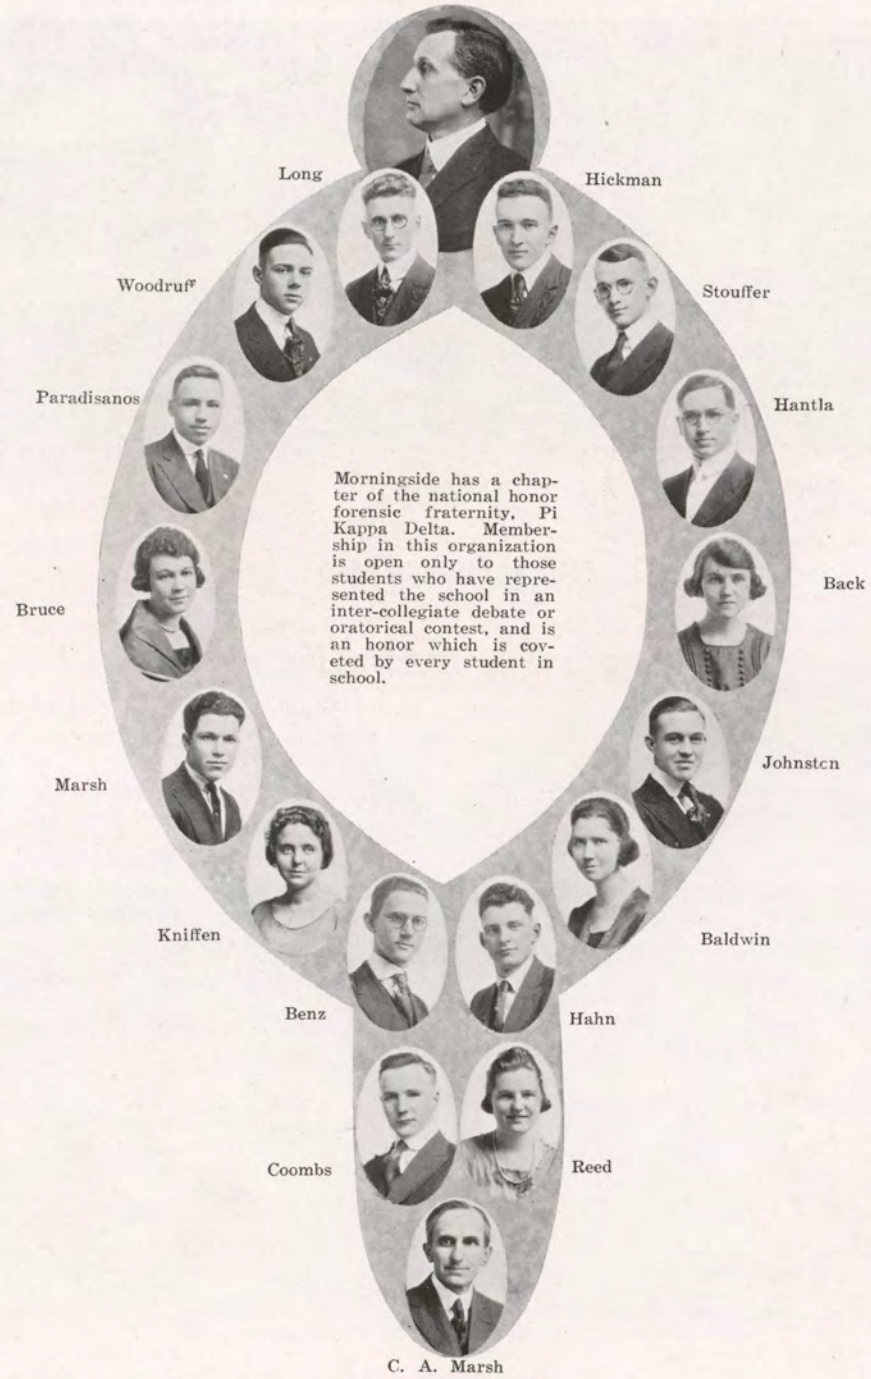 Long
Hickman
Woodruff
Stouffer
Paradisanos
Hantla
Morningside has a chap-
ter of the national honor
forensic fraternity, Pi
Kappa Delta. Member-
ship in this organization
is open only to those
students who have repre-
sented the school in an
inter-collegiate debate or
oratorical contest, and is
an honor which is cov-
eted by every student in
school.
Bruce
Back
Marsh
Johnston
Kniffen
Baldwin
Benz
Hahn
Coombs
Reed
C. A. Marsh